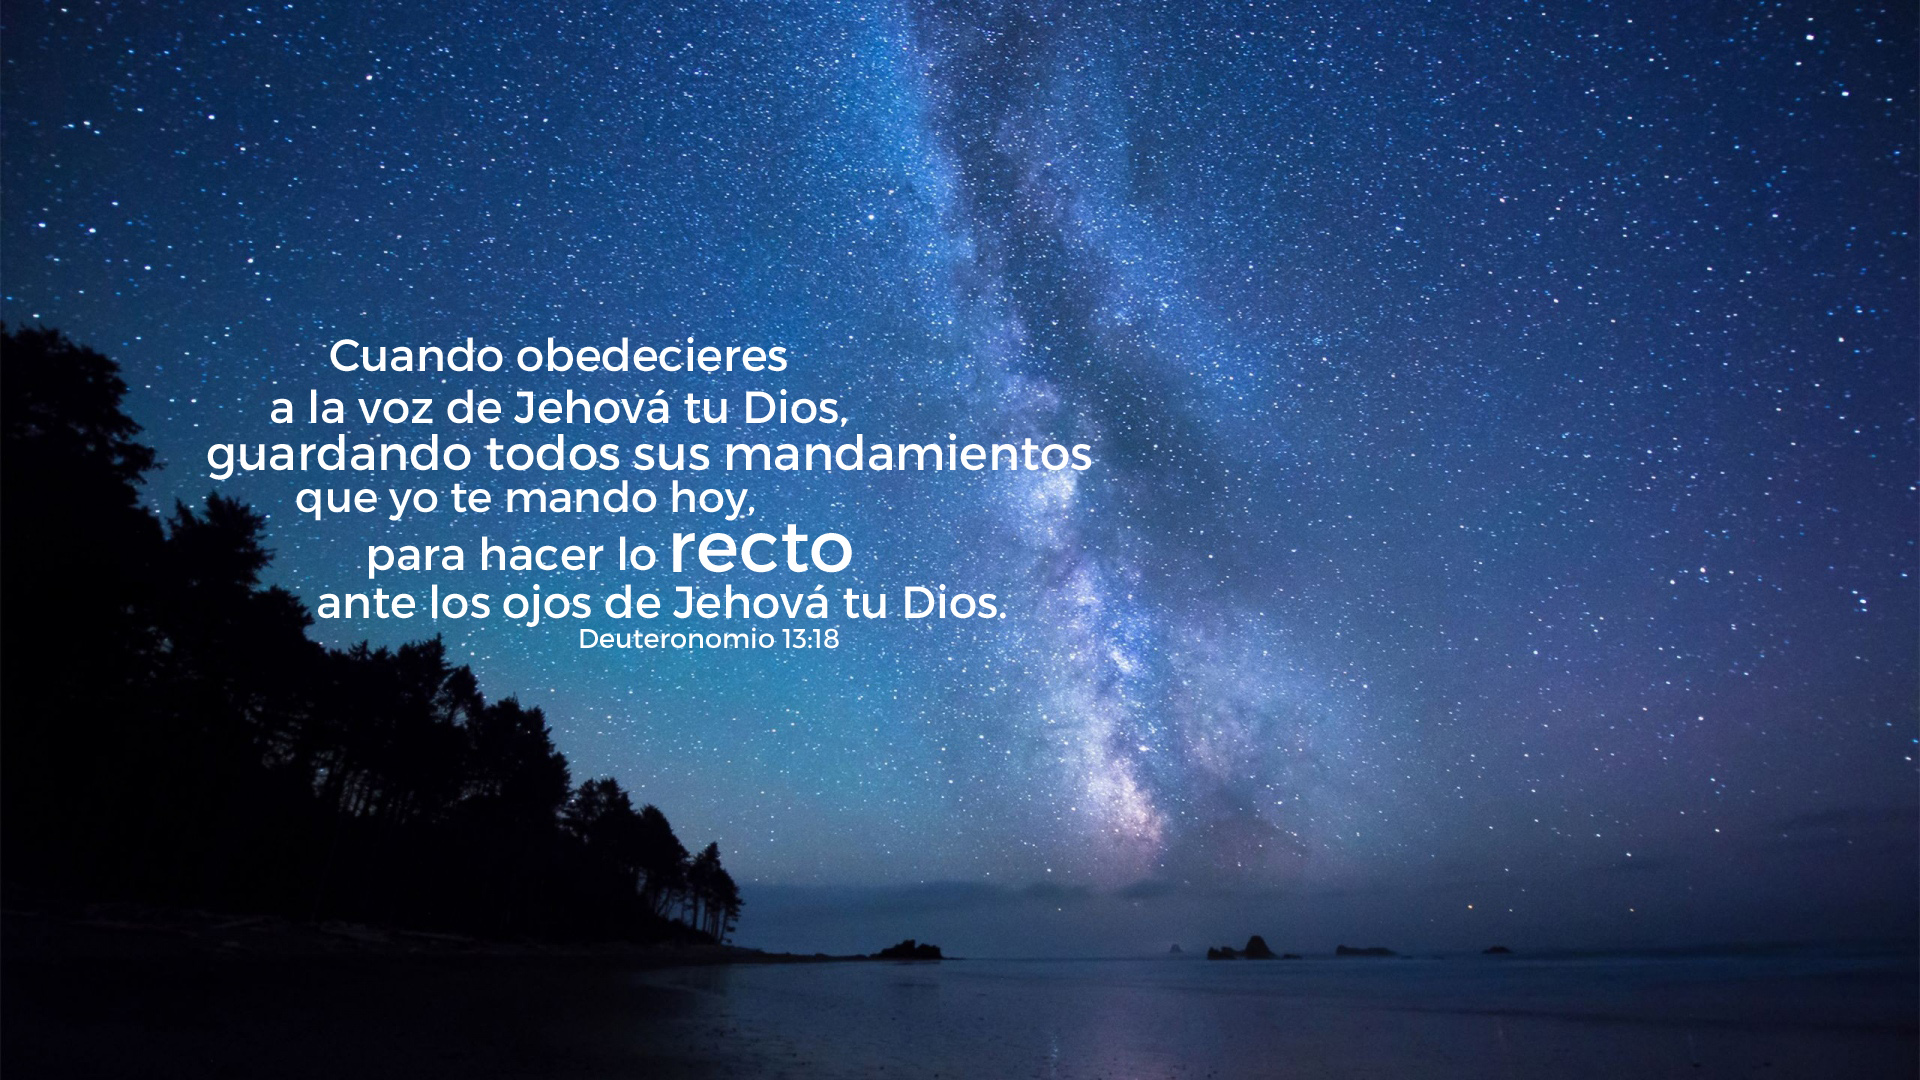 Cuando obedecieres
a la voz de Jehová tu Dios,
guardando todos sus mandamientos
que yo te mando hoy,
para hacer lo recto
ante los ojos de Jehová tu Dios.
Deuteronomio 13:18